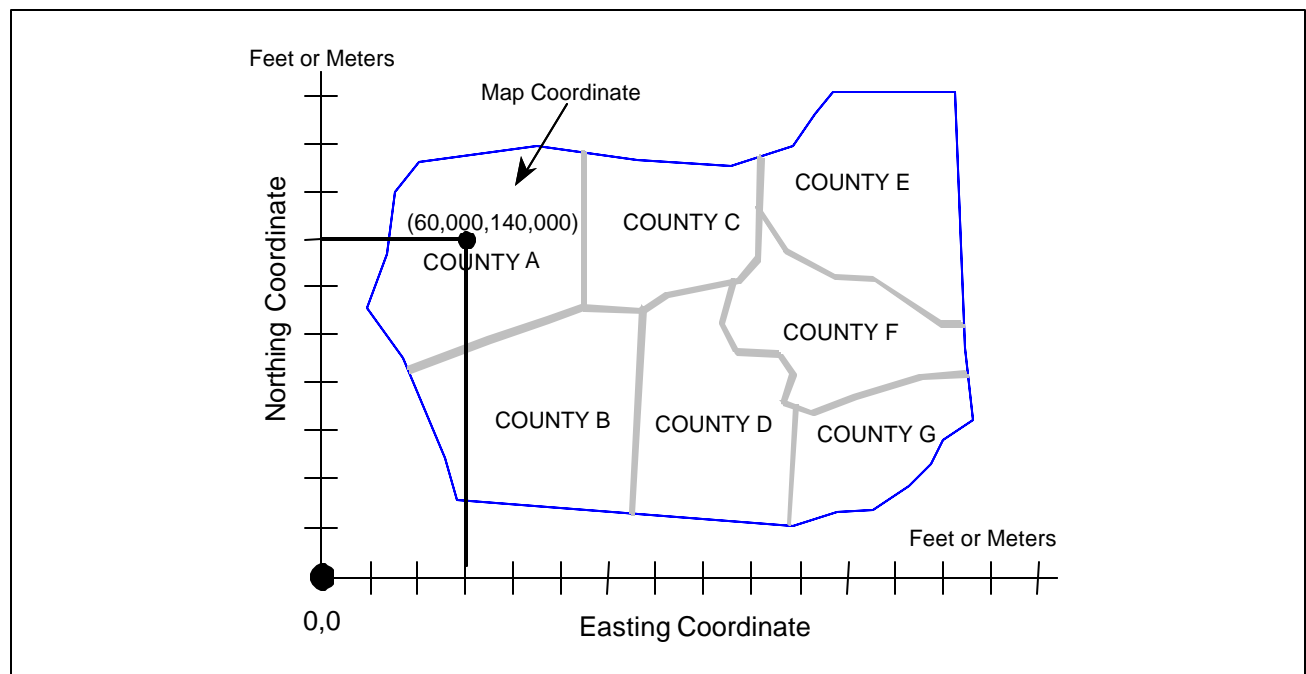 Feet or Meters
Map Coordinate
COUNTY E
(60,000,140,000)
COUNTY C
COUNTY A
Northing Coordinate
COUNTY F
COUNTY B
COUNTY D
COUNTY G
Feet or Meters
0,0
Easting Coordinate